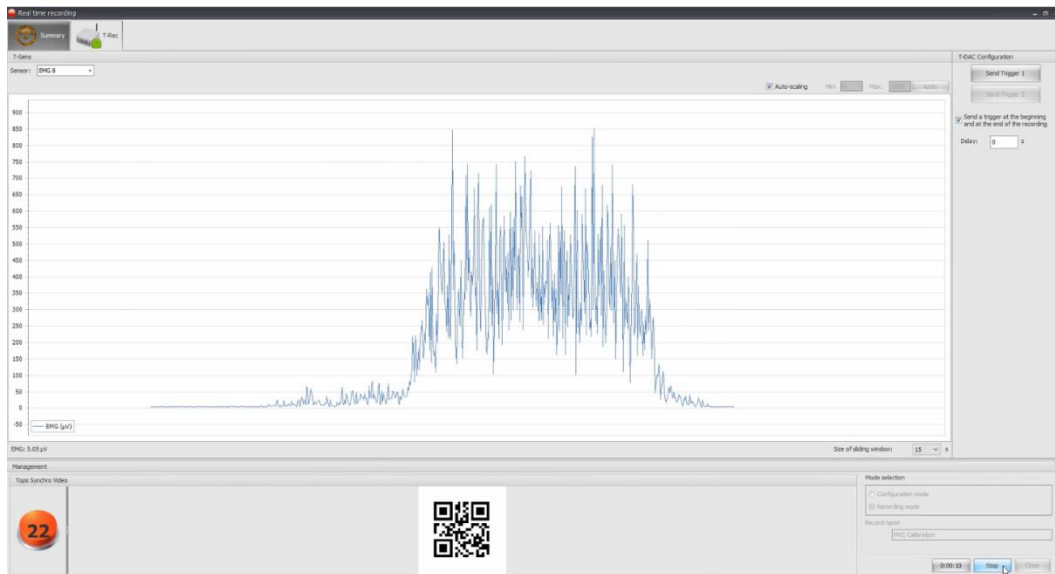 Real time recording
Summary
T-Rec
T-Sens
Sensor: EMG 8
Auto-scaling Min: Max: Apply
900
850
800
750
700
650
600
550
500
450
400
350
300
250
200
150
100
50
0
-50
EMG (µV)
EMG: 5.05 µV
Size of sliding window: 15 s
T-DAC Configuration
Send Trigger 1
Send Trigger 2
Send a trigger at the beginning
and at the end of the recording
Delay: 0 s
Management
Tops Synchro Video
22
Mode selection
Configuration mode
Recording mode
Record name
MVC Calibration
0:00:10 Stop Close